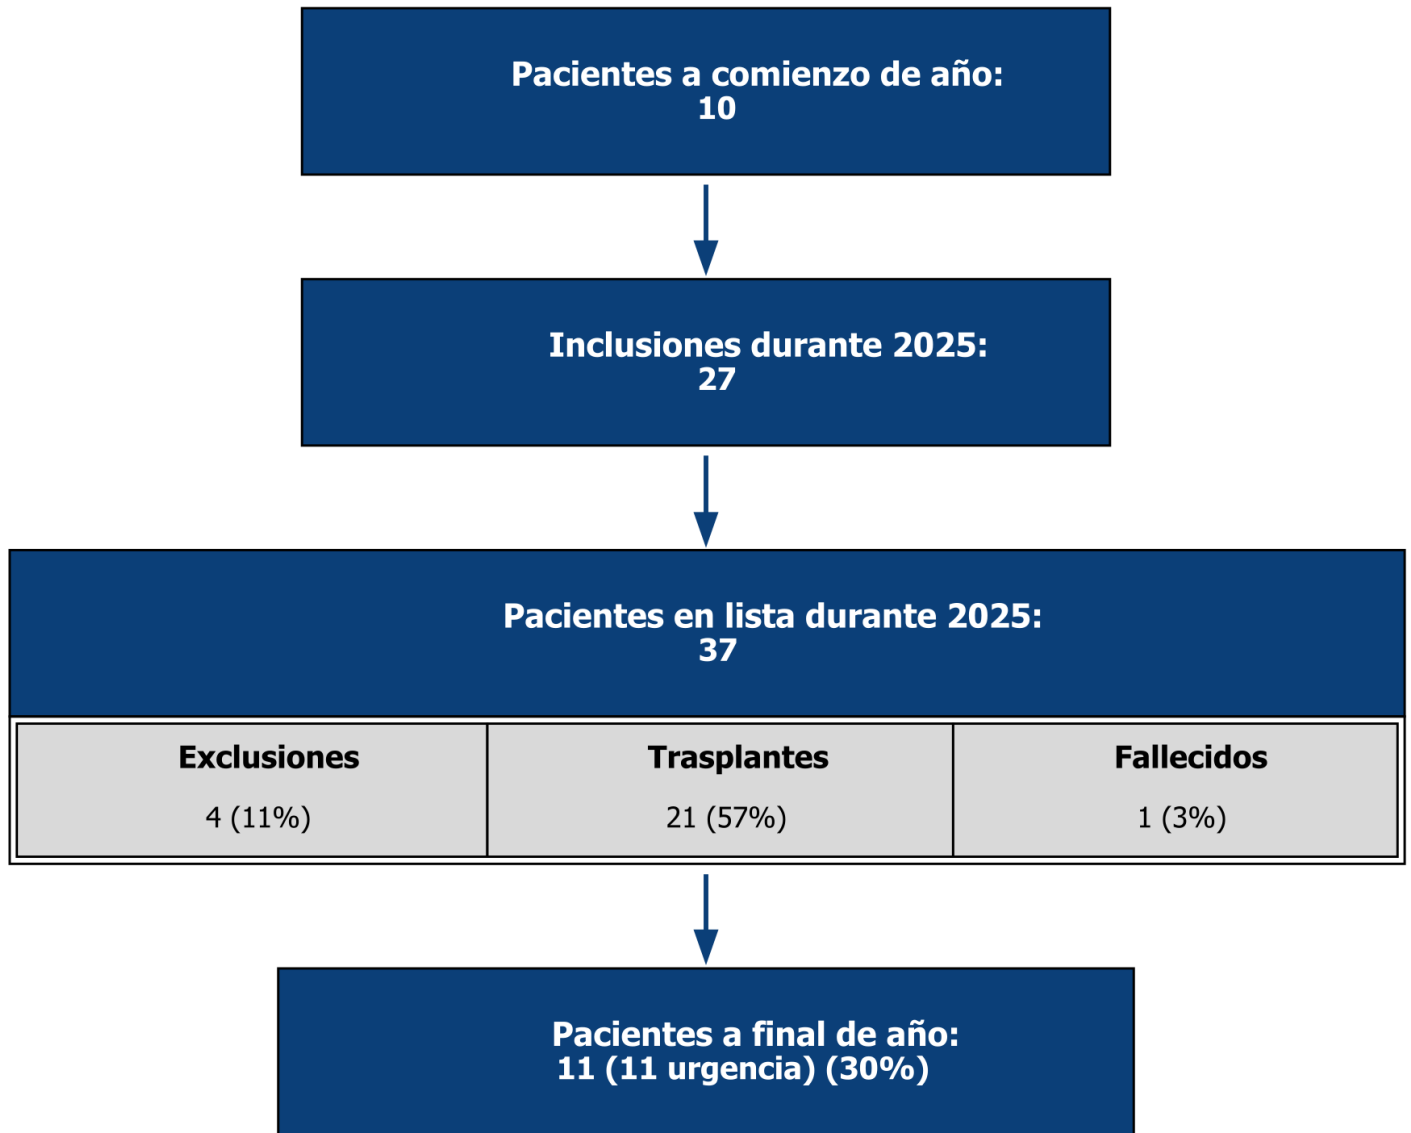 Pacientes a comienzo de año:
10
Inclusiones durante 2025:
27
Pacientes en lista durante 2025:
37
Exclusiones
Trasplantes
Fallecidos
4 (11%)
21 (57%)
1 (3%)
Pacientes a final de año:
11 (11 urgencia) (30%)